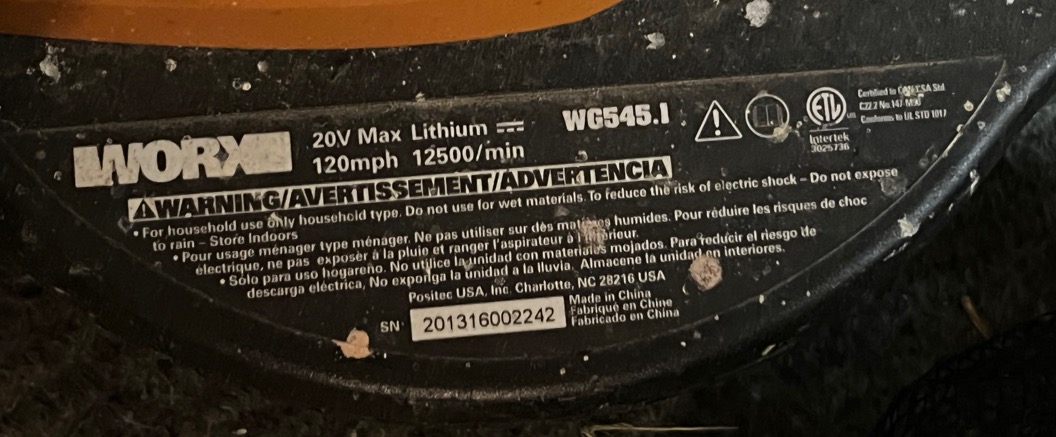 WORX
20V Max Lithium
120mph 12500/min
WG545.1
ETL
Intertek
3025736
Certified to CAN/CSA Std
C22.2 No.147 M90
Conforms to UL STD 1017
WARNING/AVERTISSEMENT/ADVERTENCIA
• For household use only household type. Do not use for wet materials. To reduce the risk of electric shock – Do not expose
to rain – Store Indoors
• Pour usage ménager type ménager. Ne pas utiliser sur dés matières humides. Pour réduire les risques de choc
électrique, ne pas exposer à la pluie et ranger l'aspirateur à l'intérieur.
• Solo para uso hogareño. No utilice la unidad con materiales mojados. Para reducir el riesgo de
descarga eléctrica, No exponga la unidad a la lluvia. Almacene la unidad en interiores.
Positec USA, Inc. Charlotte, NC 28216 USA
SN: 201316002242
Made in China
Fabriqué en Chine
Fabricado en China